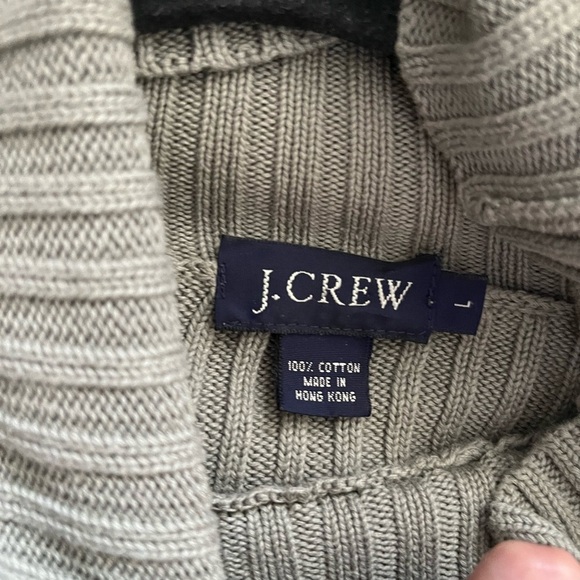 J.CREW
L
100% COTTON
MADE IN
HONG KONG